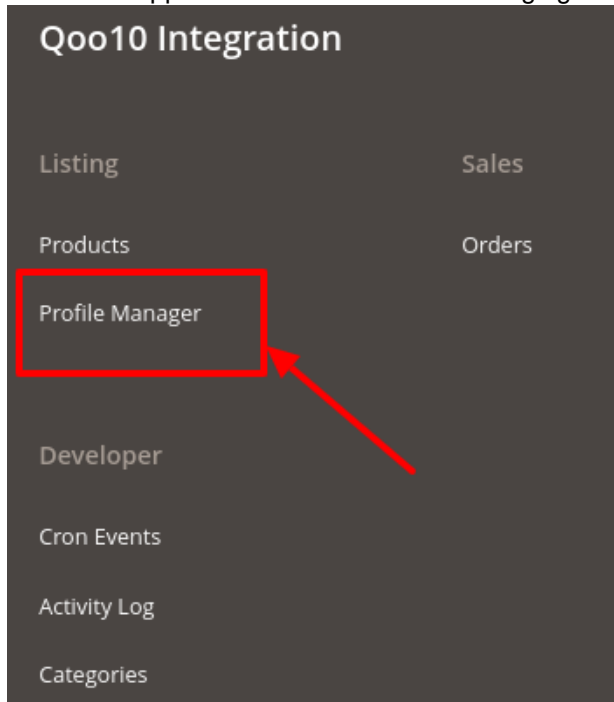 Qoo10 Integration
Listing
Products
Profile Manager
Sales
Orders
Developer
Cron Events
Activity Log
Categories